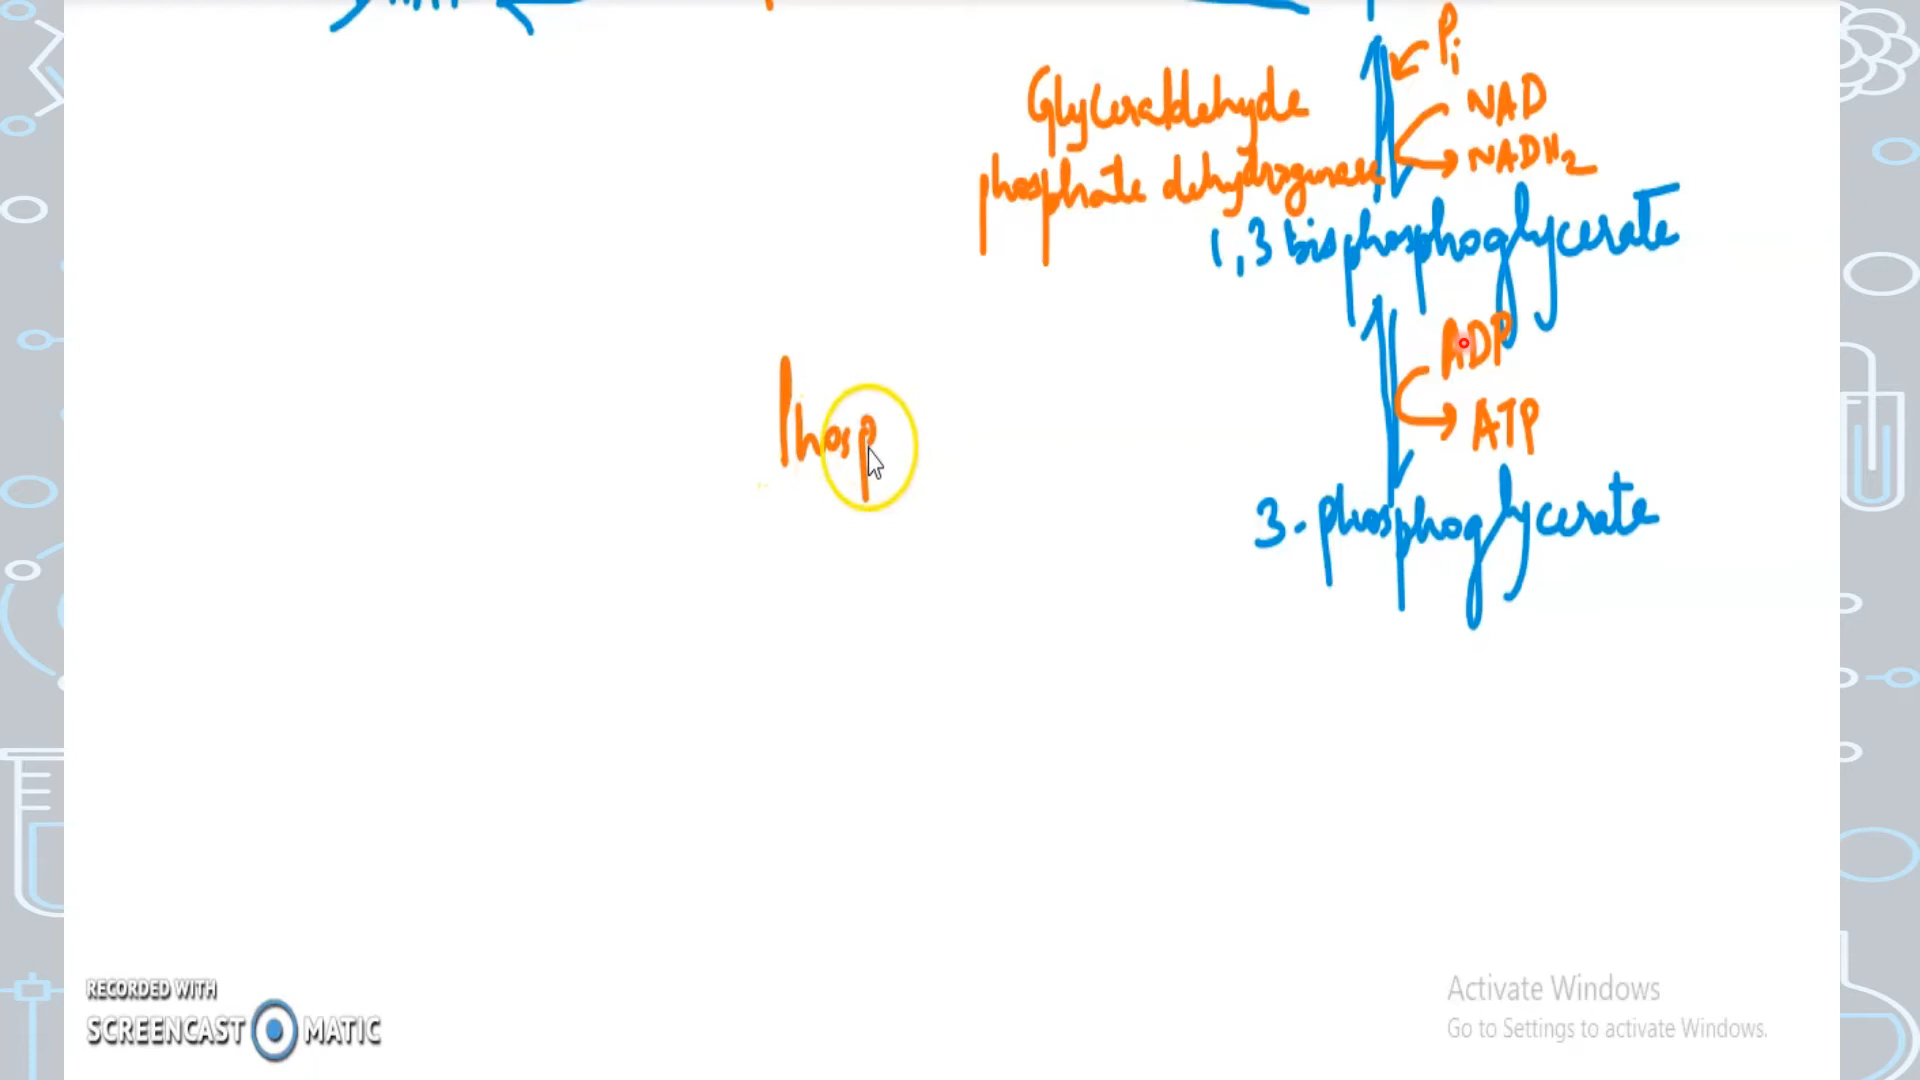 Pi
Glyceraldehyde
NAD
phosphate dehydrogenase
NADH2
1,3 bisphosphoglycerate
ADP
Phosp
ATP
3-phosphoglycerate
RECORDED WITH
SCREENCAST MATIC
Activate Windows
Go to Settings to activate Windows.